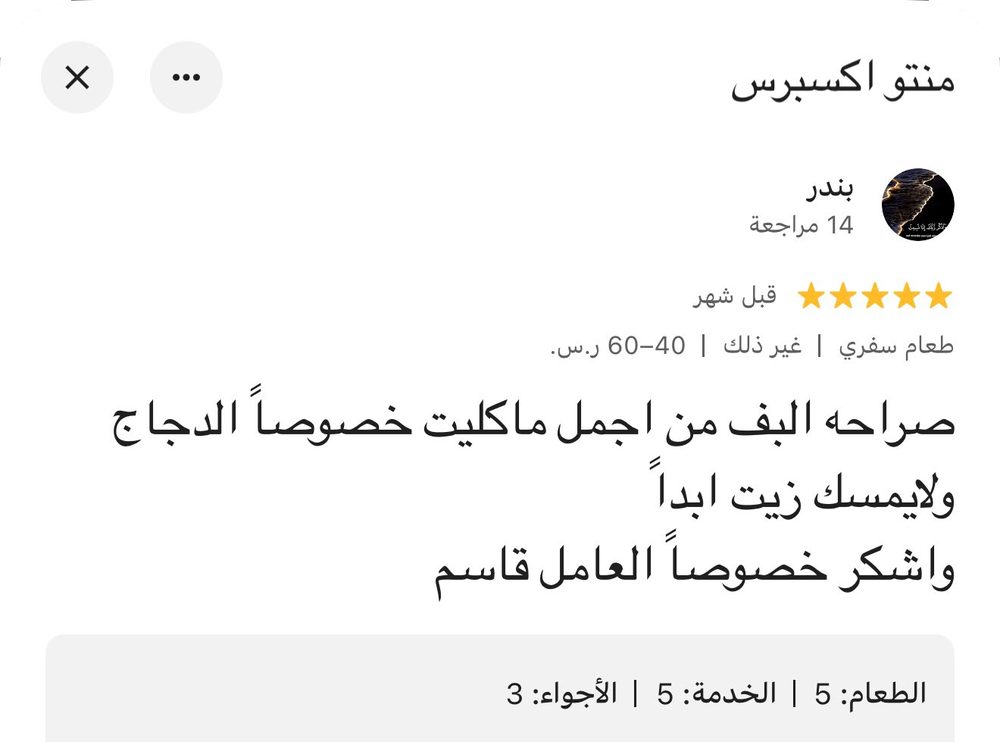 منتو اكسبرس
بندر
14 مراجعة
قبل شهر
طعام سفري | غير ذلك | 40–60 ر.س.
صراحه البف من اجمل ماكليت خصوصاً الدجاج
ولايمسك زيت ابداً
واشكر خصوصاً العامل قاسم
الطعام: 5 | الخدمة: 5 | الأجواء: 3